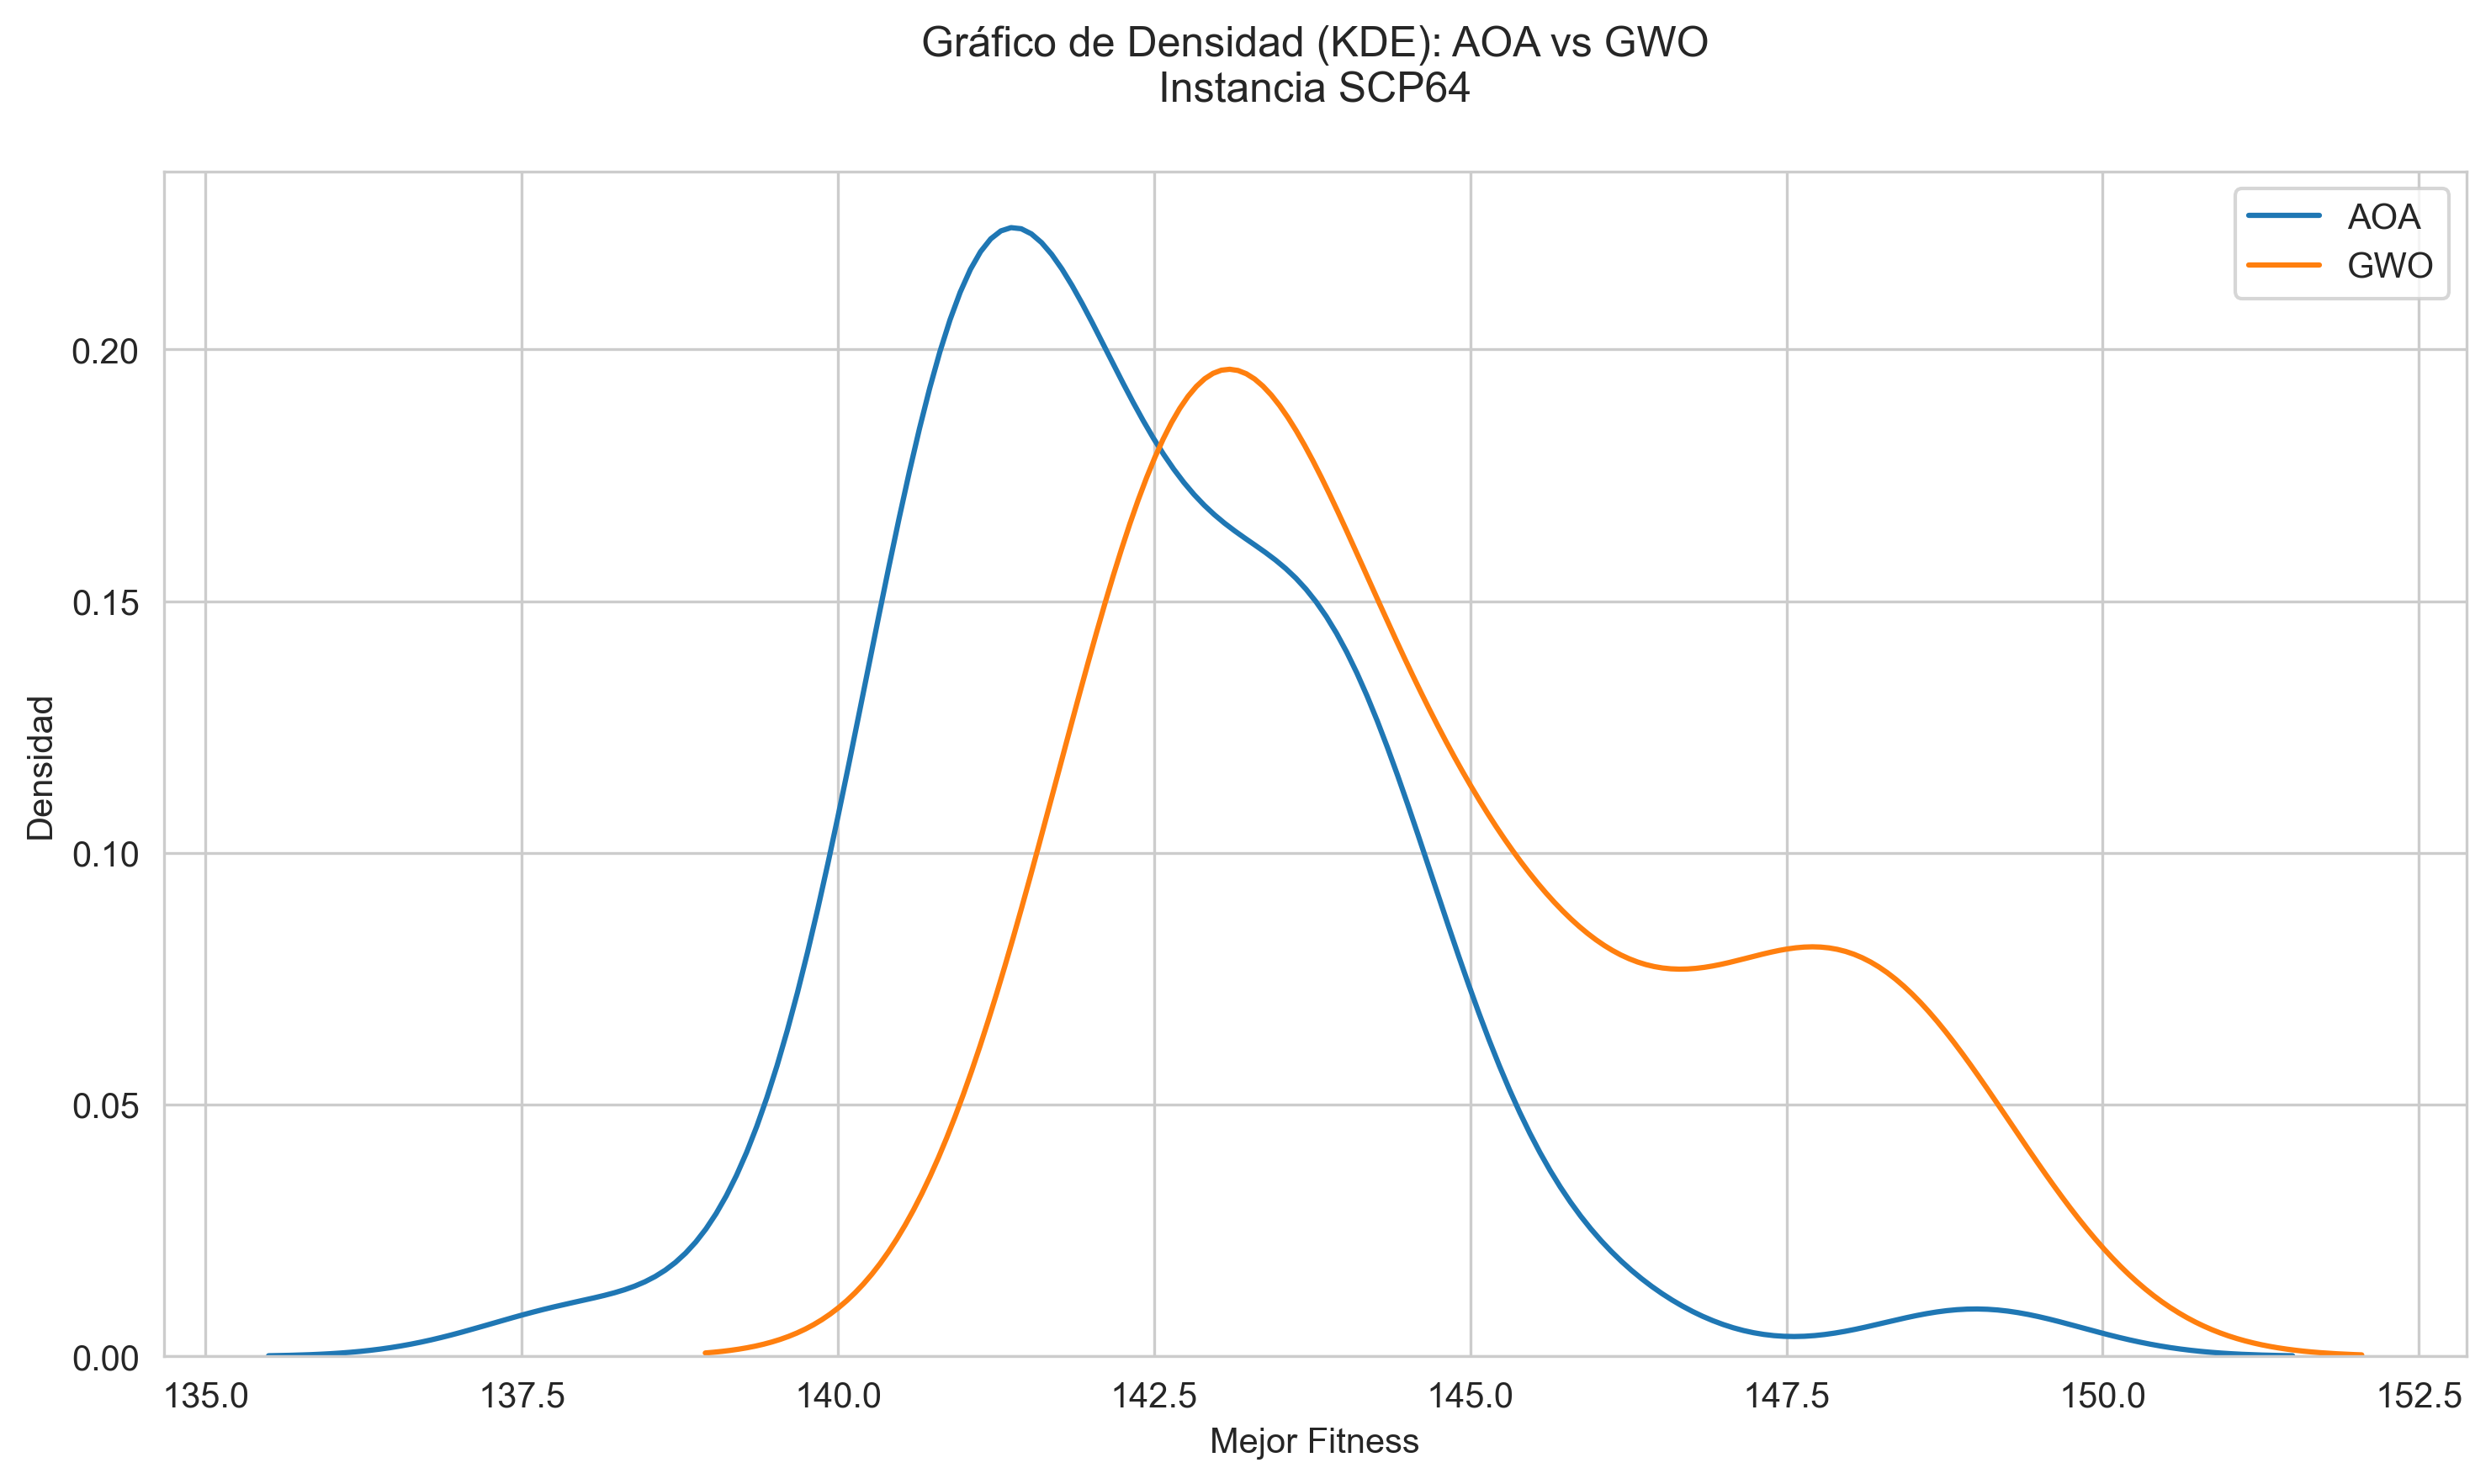 Gráfico de Densidad (KDE): AOA vs GWO
Instancia SCP64
AOA
GWO
Densidad
0.20
0.15
0.10
0.05
0.00
135.0 137.5 140.0 142.5 145.0 147.5 150.0 152.5
Mejor Fitness